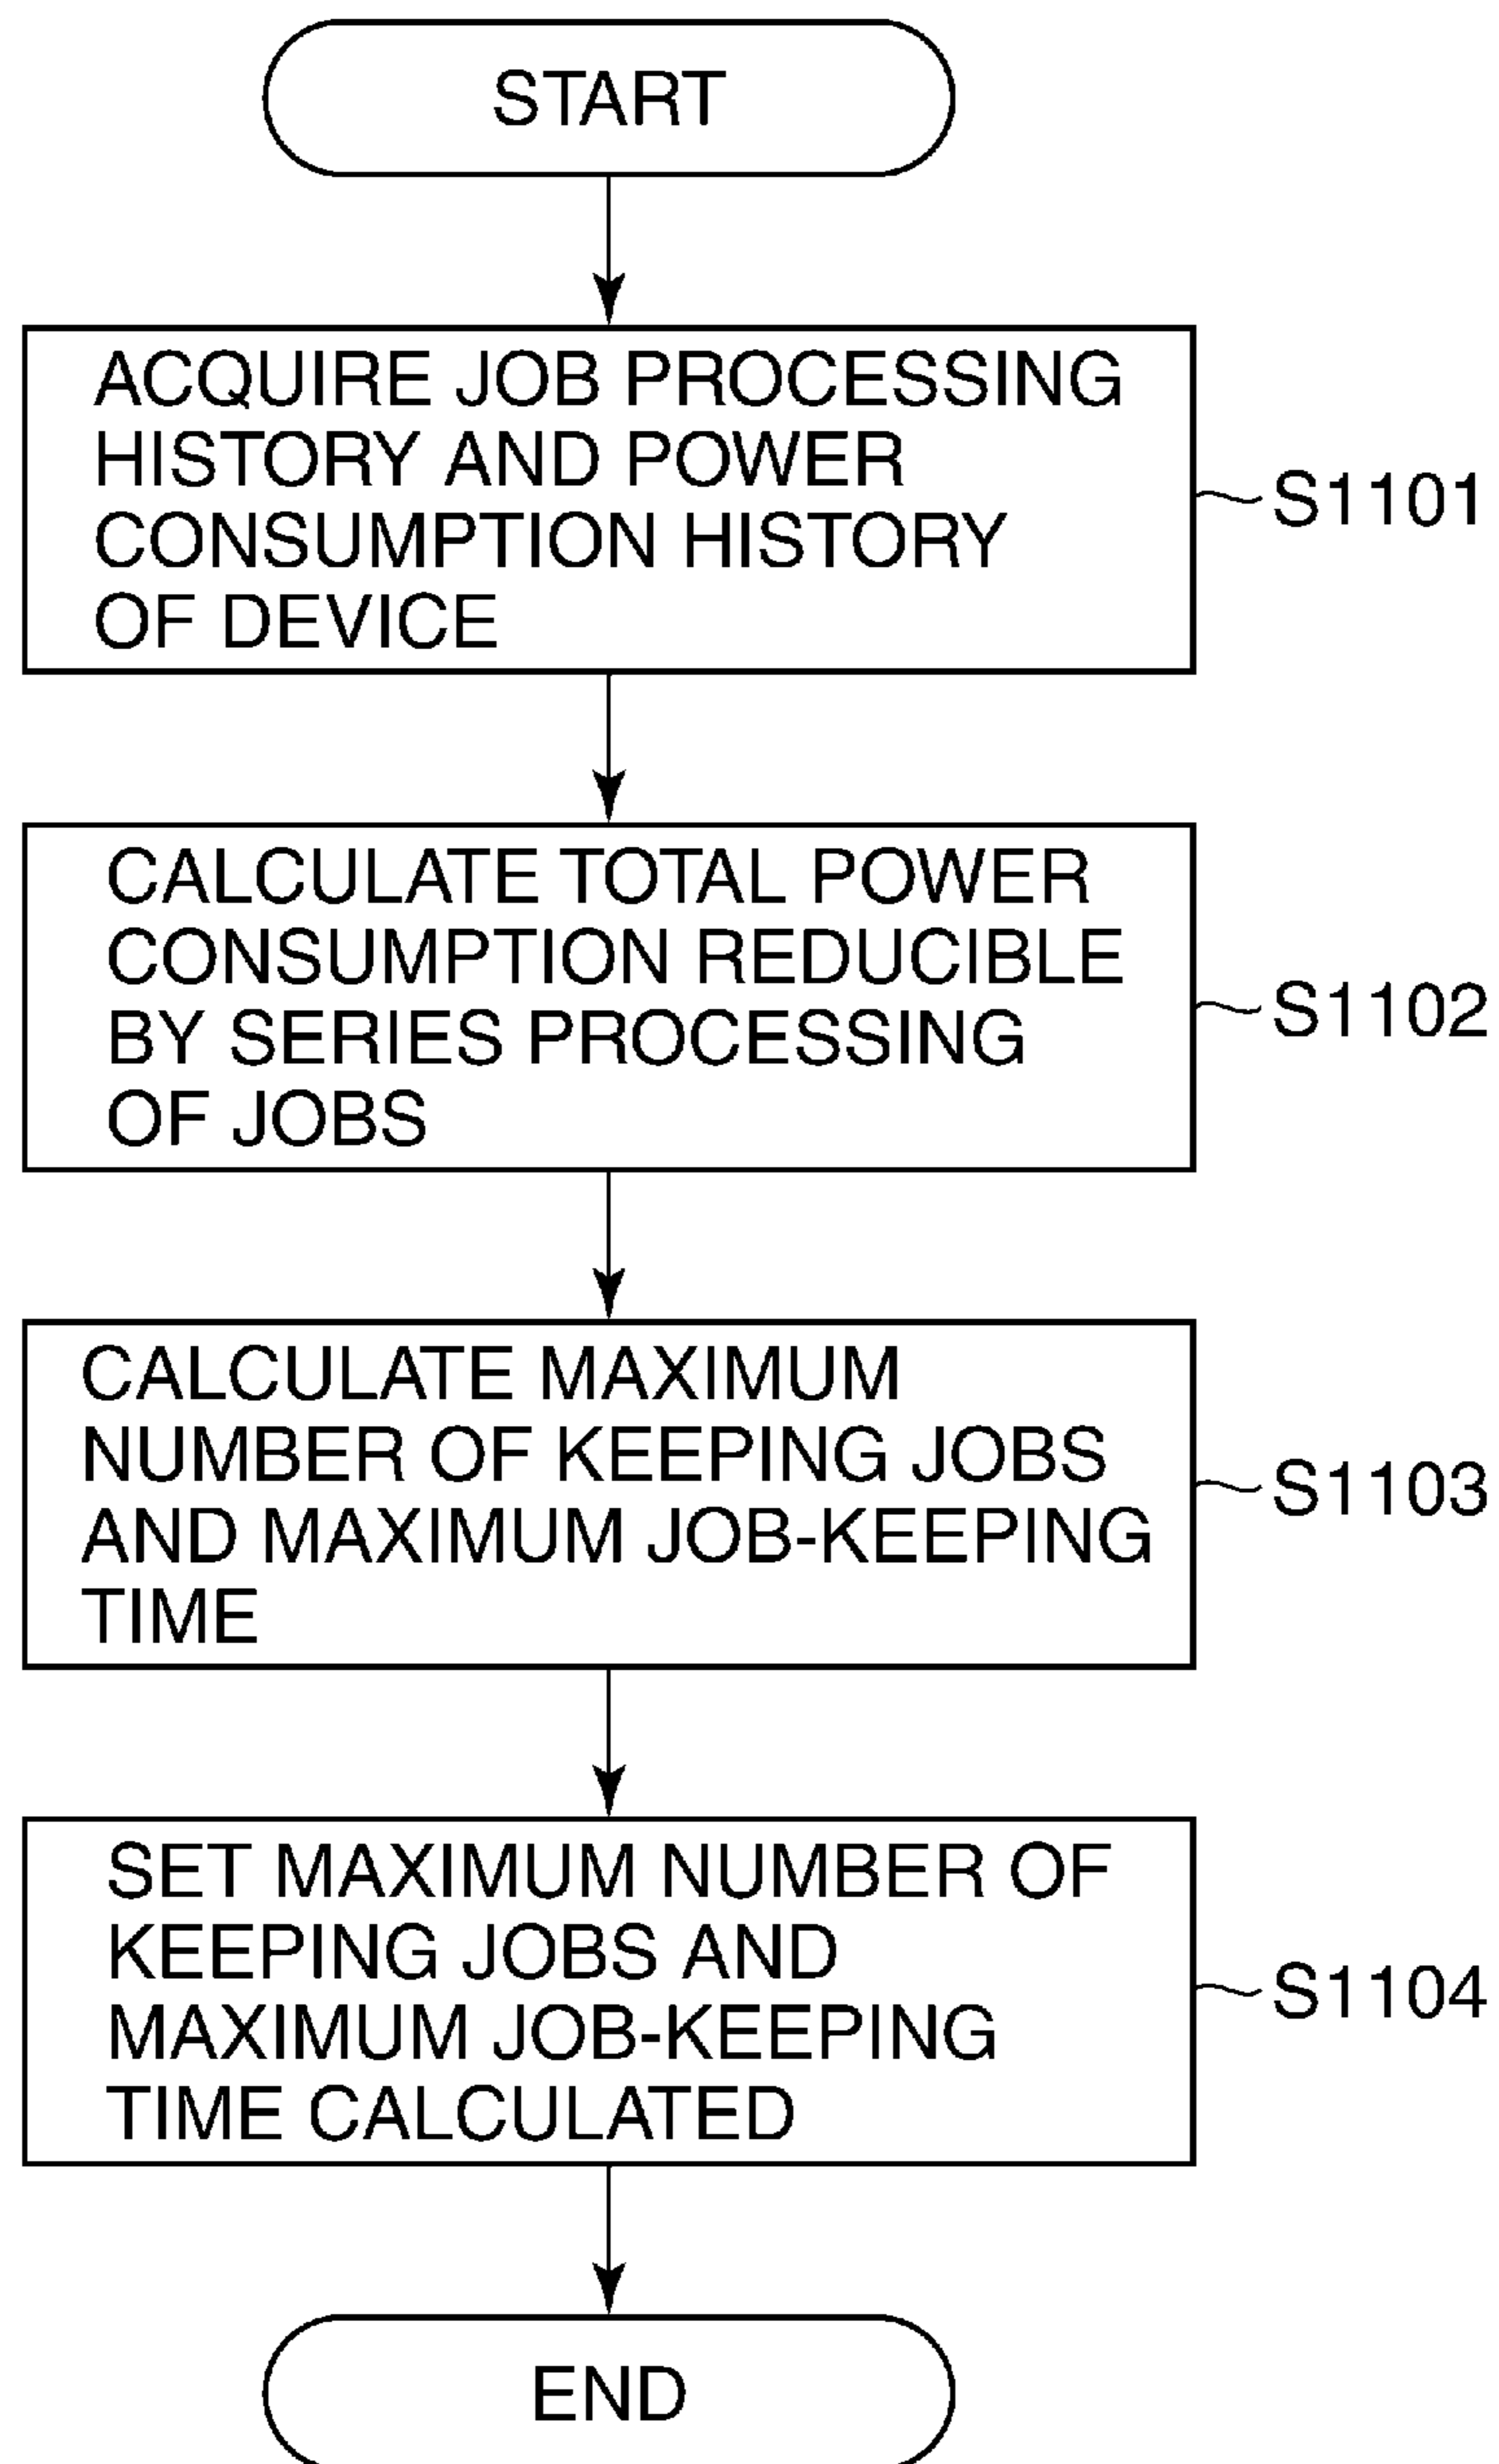 START
ACQUIRE JOB PROCESSING
HISTORY AND POWER
CONSUMPTION HISTORY
OF DEVICE
S1101
CALCULATE TOTAL POWER
CONSUMPTION REDUCIBLE
BY SERIES PROCESSING
OF JOBS
S1102
CALCULATE MAXIMUM
NUMBER OF KEEPING JOBS
AND MAXIMUM JOB-KEEPING
TIME
S1103
SET MAXIMUM NUMBER OF
KEEPING JOBS AND
MAXIMUM JOB-KEEPING
TIME CALCULATED
S1104
END